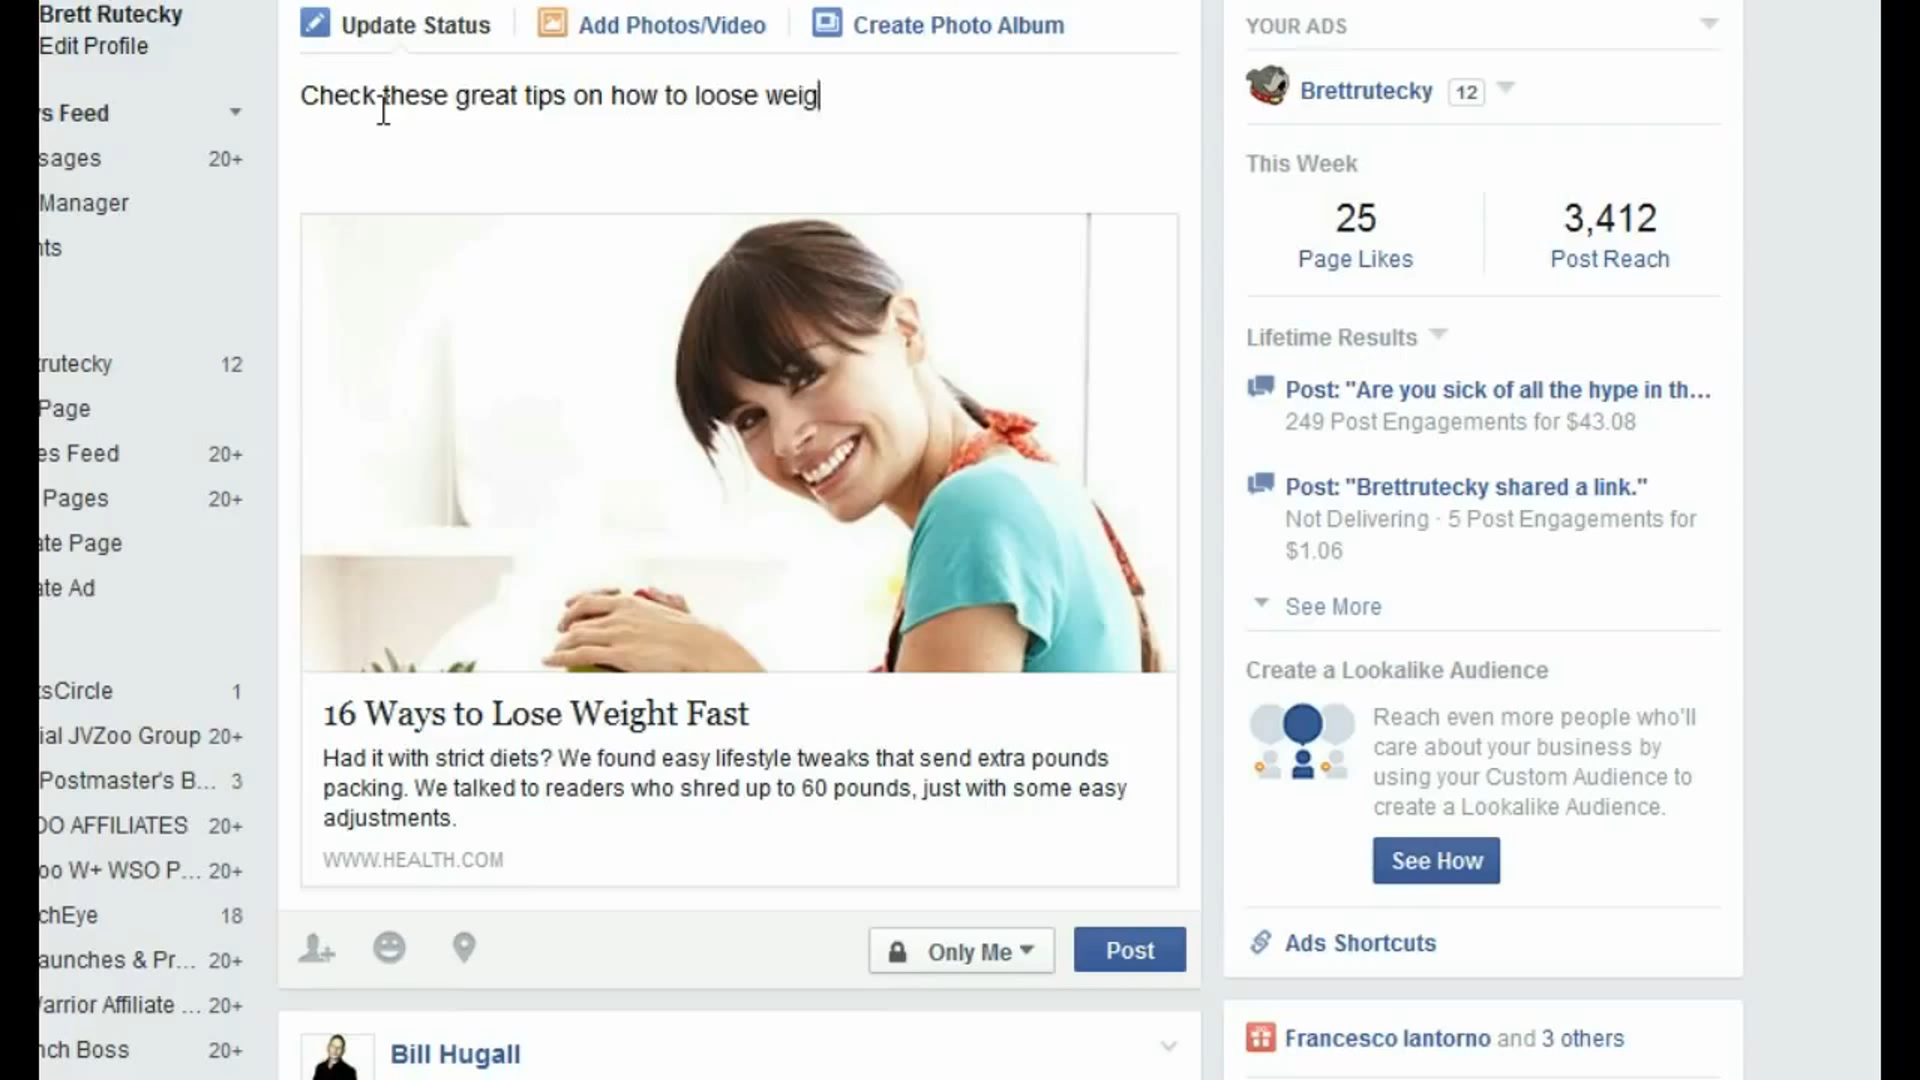 Brett Rutecky
Edit Profile
s Feed
sages 20+
Manager
nts
rutecky 12
Page
es Feed 20+
Pages 20+
ate Page
ate Ad
tsCircle 1
ial JVZoo Group 20+
Postmaster's B... 3
OO AFFILIATES 20+
oo W+ WSO P... 20+
chEye 18
aunches & Pr... 20+
arrior Affiliate ... 20+
nch Boss 20+
Update Status
Add Photos/Video
Create Photo Album
Check these great tips on how to loose weig
16 Ways to Lose Weight Fast
Had it with strict diets? We found easy lifestyle tweaks that send extra pounds
packing. We talked to readers who shred up to 60 pounds, just with some easy
adjustments.
WWW.HEALTH.COM
Only Me
Post
Bill Hugall
YOUR ADS
Brettrutecky 12
This Week
25 3,412
Page Likes Post Reach
Lifetime Results
Post: "Are you sick of all the hype in th...
249 Post Engagements for $43.08
Post: "Brettrutecky shared a link."
Not Delivering · 5 Post Engagements for
$1.06
See More
Create a Lookalike Audience
Reach even more people who'll
care about your business by
using your Custom Audience to
create a Lookalike Audience.
See How
Ads Shortcuts
Francesco Iantorno and 3 others